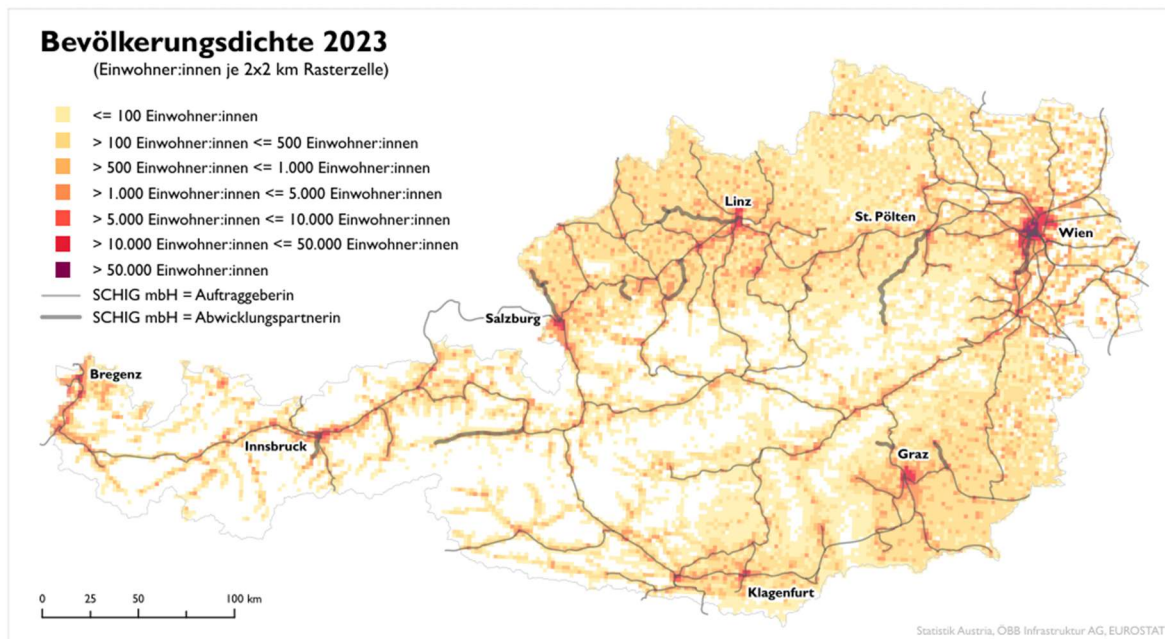 Bevölkerungsdichte 2023
(Einwohner:innen je 2x2 km Rasterzelle)
<= 100 Einwohner:innen
> 100 Einwohner:innen <= 500 Einwohner:innen
> 500 Einwohner:innen <= 1.000 Einwohner:innen
> 1.000 Einwohner:innen <= 5.000 Einwohner:innen
> 5.000 Einwohner:innen <= 10.000 Einwohner:innen
> 10.000 Einwohner:innen <= 50.000 Einwohner:innen
> 50.000 Einwohner:innen
SCHIG mbH = Auftraggeberin
SCHIG mbH = Abwicklungspartnerin
Linz
St. Pölten
Wien
Salzburg
Bregenz
Innsbruck
Graz
Klagenfurt
0 25 50 100 km
Statistik Austria, ÖBB Infrastruktur AG, EUROSTAT